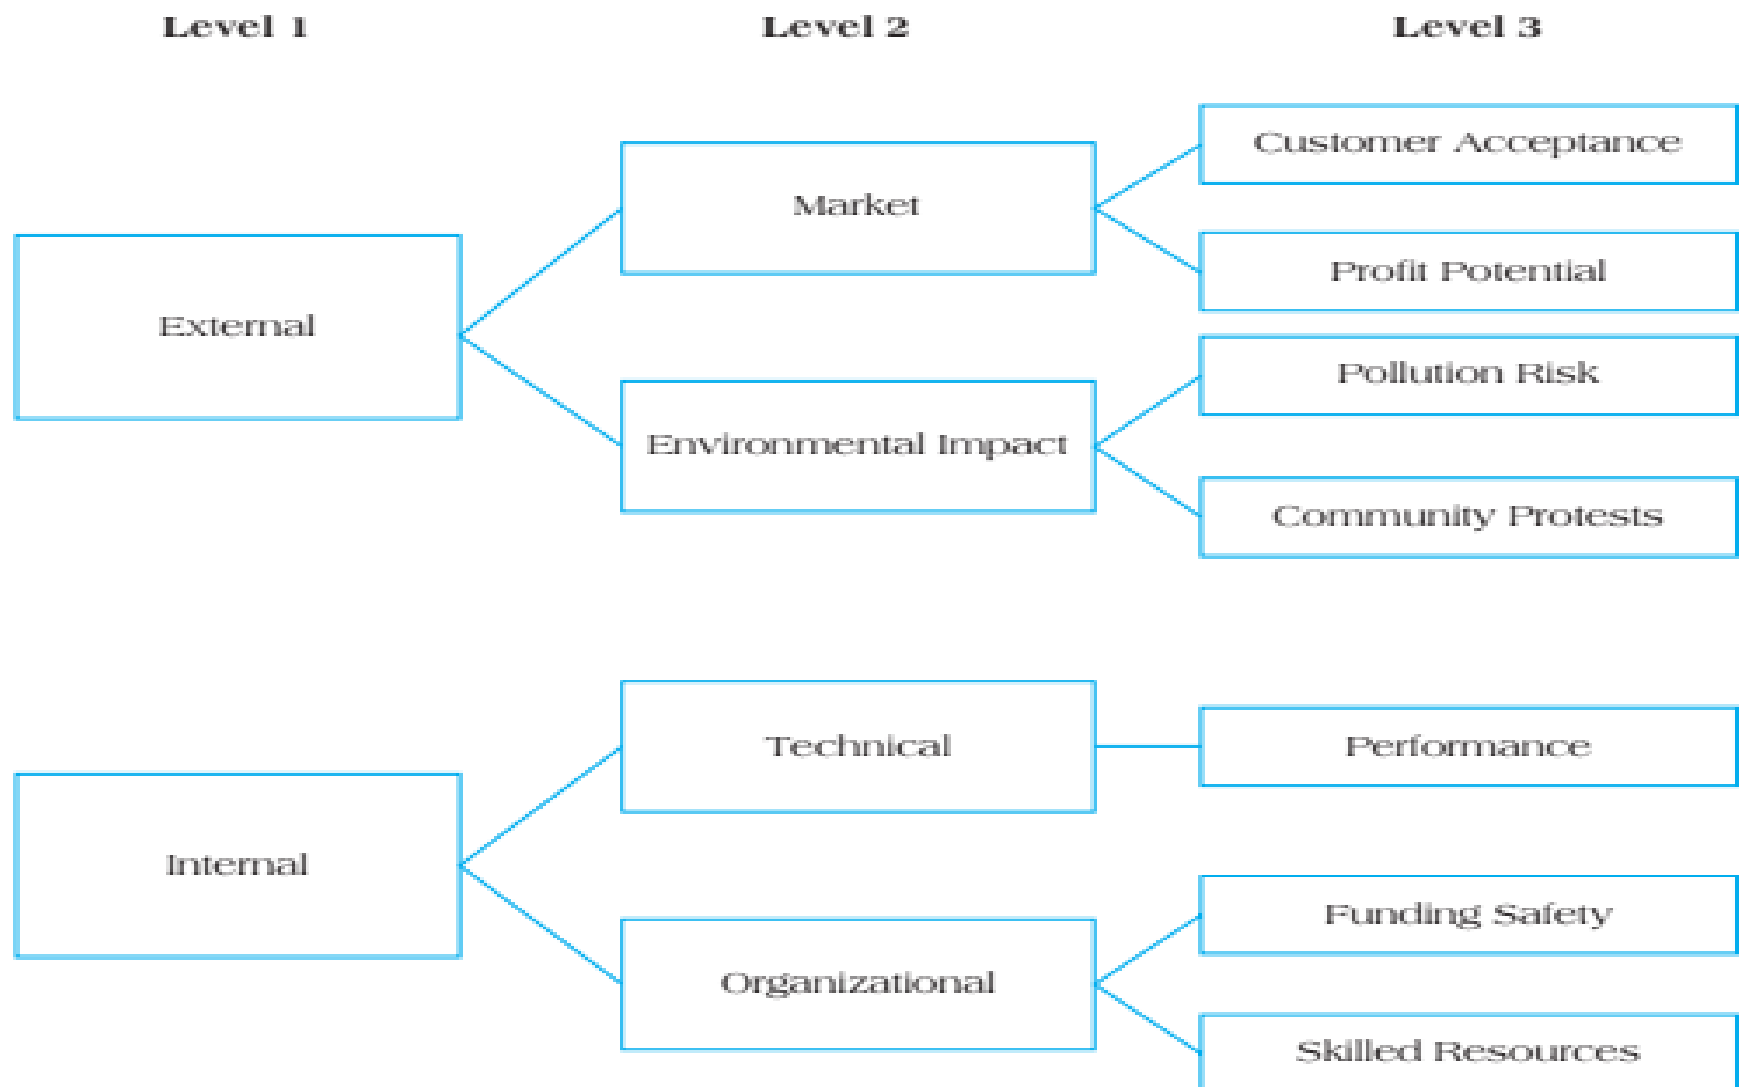 Level 1
Level 2
Level 3
External
Market
Customer Acceptance
Profit Potential
Environmental Impact
Pollution Risk
Community Protests
Internal
Technical
Performance
Organizational
Funding Safety
Skilled Resources